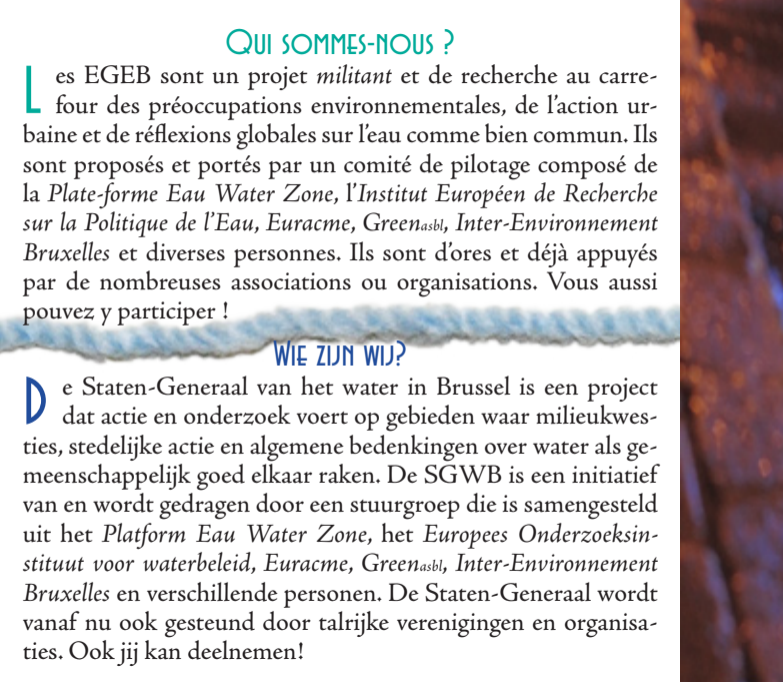 Qui sommes-nous ?
Les EGEB sont un projet militant et de recherche au carre-
four des préoccupations environnementales, de l'action ur-
baine et de réflexions globales sur l'eau comme bien commun. Ils
sont proposés et portés par un comité de pilotage composé de
la Plate-forme Eau Water Zone, l'Institut Européen de Recherche
sur la Politique de l'Eau, Euracme, Greenasbl, Inter-Environnement
Bruxelles et diverses personnes. Ils sont d'ores et déjà appuyés
par de nombreuses associations ou organisations. Vous aussi
pouvez y participer !
Wie zijn wij?
De Staten-Generaal van het water in Brussel is een project
dat actie en onderzoek voert op gebieden waar milieukwes-
ties, stedelijke actie en algemene bedenkingen over water als ge-
meenschappelijk goed elkaar raken. De SGWB is een initiatief
van en wordt gedragen door een stuurgroep die is samengesteld
uit het Platform Eau Water Zone, het Europees Onderzoeksin-
stituut voor waterbeleid, Euracme, Greenasbl, Inter-Environnement
Bruxelles en verschillende personen. De Staten-Generaal wordt
vanaf nu ook gesteund door talrijke verenigingen en organisa-
ties. Ook jij kan deelnemen!